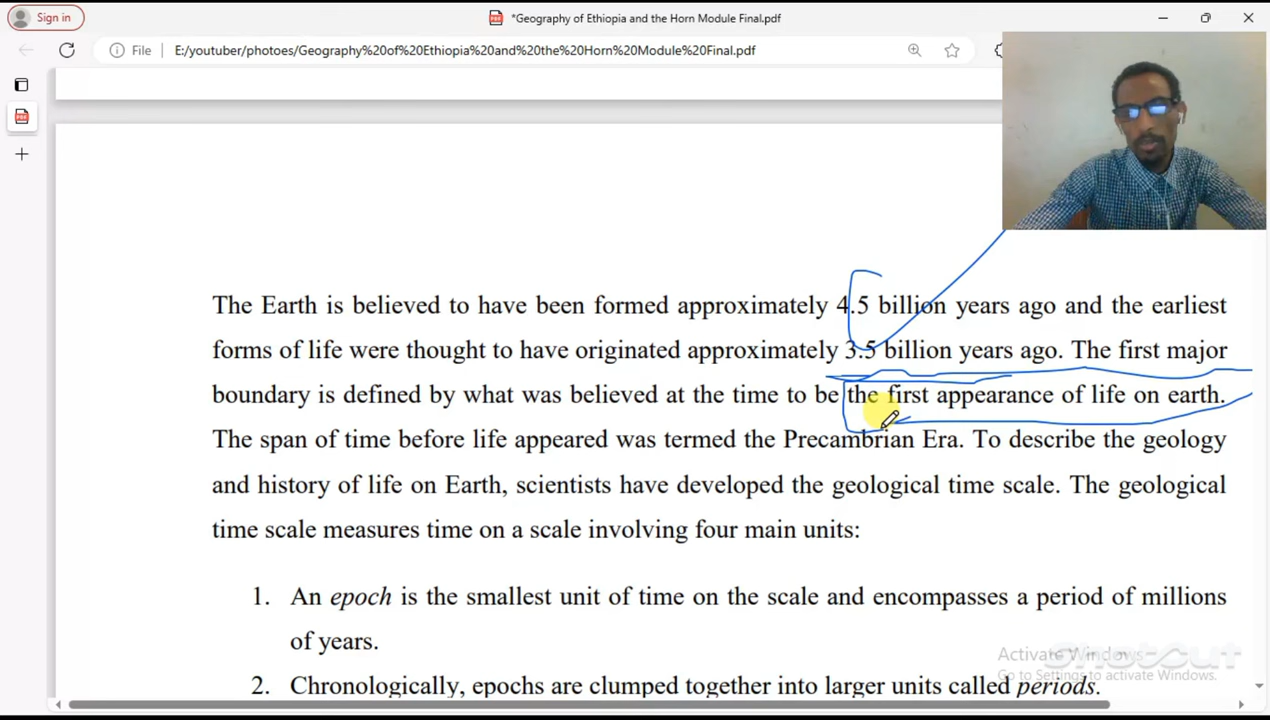 Sign in
*Geography of Ethiopia and the Horn Module Final.pdf
File | E:/youtuber/photoes/Geography%20of%20Ethiopia%20and%20the%20Horn%20Module%20Final.pdf
The Earth is believed to have been formed approximately 4.5 billion years ago and the earliest
forms of life were thought to have originated approximately 3.5 billion years ago. The first major
boundary is defined by what was believed at the time to be the first appearance of life on earth.
The span of time before life appeared was termed the Precambrian Era. To describe the geology
and history of life on Earth, scientists have developed the geological time scale. The geological
time scale measures time on a scale involving four main units:
1. An epoch is the smallest unit of time on the scale and encompasses a period of millions
of years.
Activate Windows
shotcut
Go to Settings to activate Windows.
2. Chronologically, epochs are clumped together into larger units called periods.